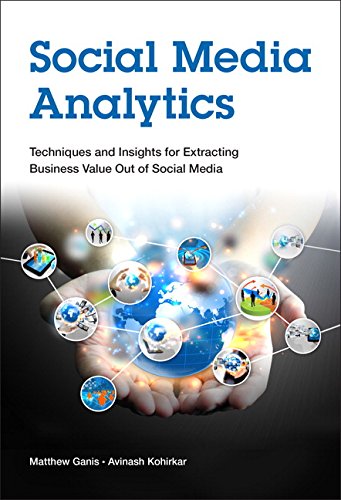 Social Media
Analytics
Techniques and Insights for Extracting
Business Value Out of Social Media
Matthew Ganis • Avinash Kohirkar